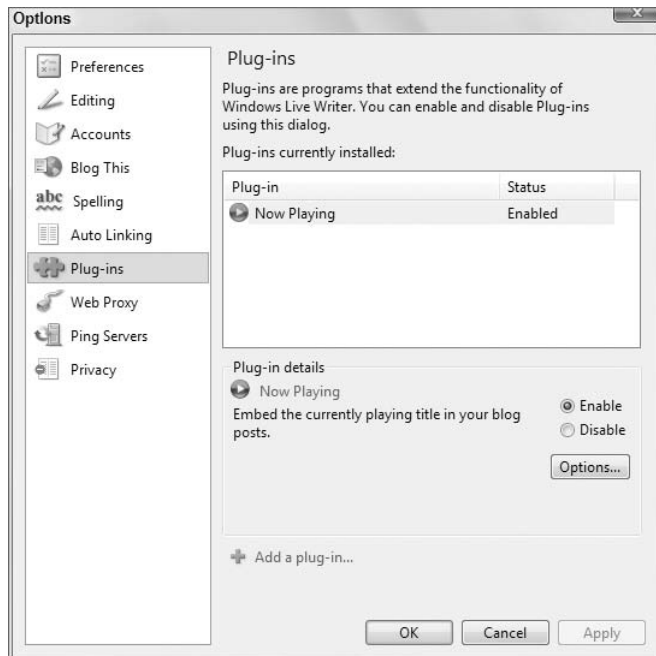 Options
Preferences
Editing
Accounts
Blog This
abc Spelling
Auto Linking
Plug-ins
Web Proxy
Ping Servers
Privacy
Plug-ins
Plug-ins are programs that extend the functionality of
Windows Live Writer. You can enable and disable Plug-ins
using this dialog.
Plug-ins currently installed:
Plug-in Status
Now Playing Enabled
Plug-in details
Now Playing
Embed the currently playing title in your blog
posts.
Enable
Disable
Options...
Add a plug-in...
OK Cancel Apply